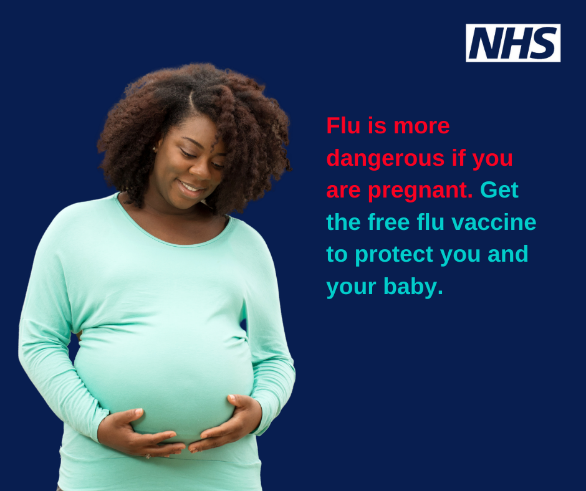 NHS
Flu is more
dangerous if you
are pregnant. Get
the free flu vaccine
to protect you and
your baby.